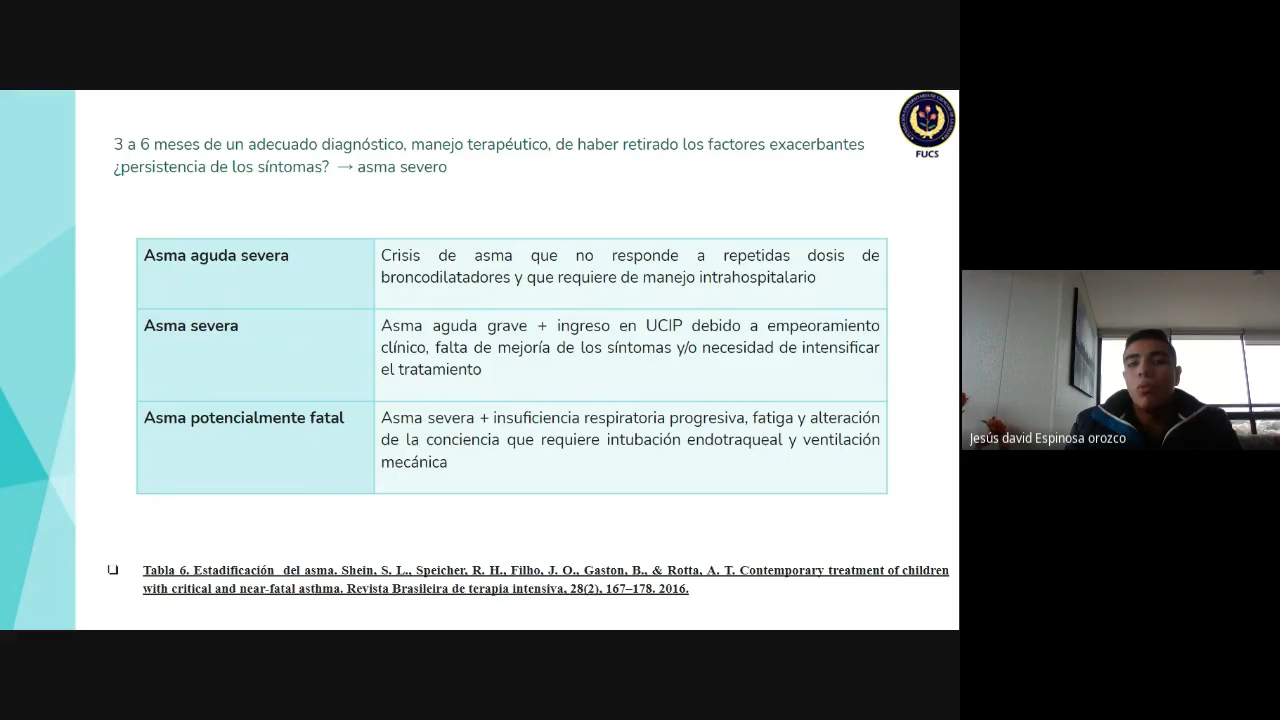 3 a 6 meses de un adecuado diagnóstico, manejo terapéutico, de haber retirado los factores exacerbantes
¿persistencia de los síntomas? → asma severo
FUCS
Asma aguda severa
Crisis de asma que no responde a repetidas dosis de
broncodilatadores y que requiere de manejo intrahospitalario
Asma severa
Asma aguda grave + ingreso en UCIP debido a empeoramiento
clínico, falta de mejoría de los síntomas y/o necesidad de intensificar
el tratamiento
Asma potencialmente fatal
Asma severa + insuficiencia respiratoria progresiva, fatiga y alteración
de la conciencia que requiere intubación endotraqueal y ventilación
mecánica
Tabla 6. Estadificación del asma. Shein, S. L., Speicher, R. H., Filho, J. O., Gaston, B., & Rotta, A. T. Contemporary treatment of children
with critical and near-fatal asthma. Revista Brasileira de terapia intensiva, 28(2), 167–178. 2016.
Jesús david Espinosa orozco